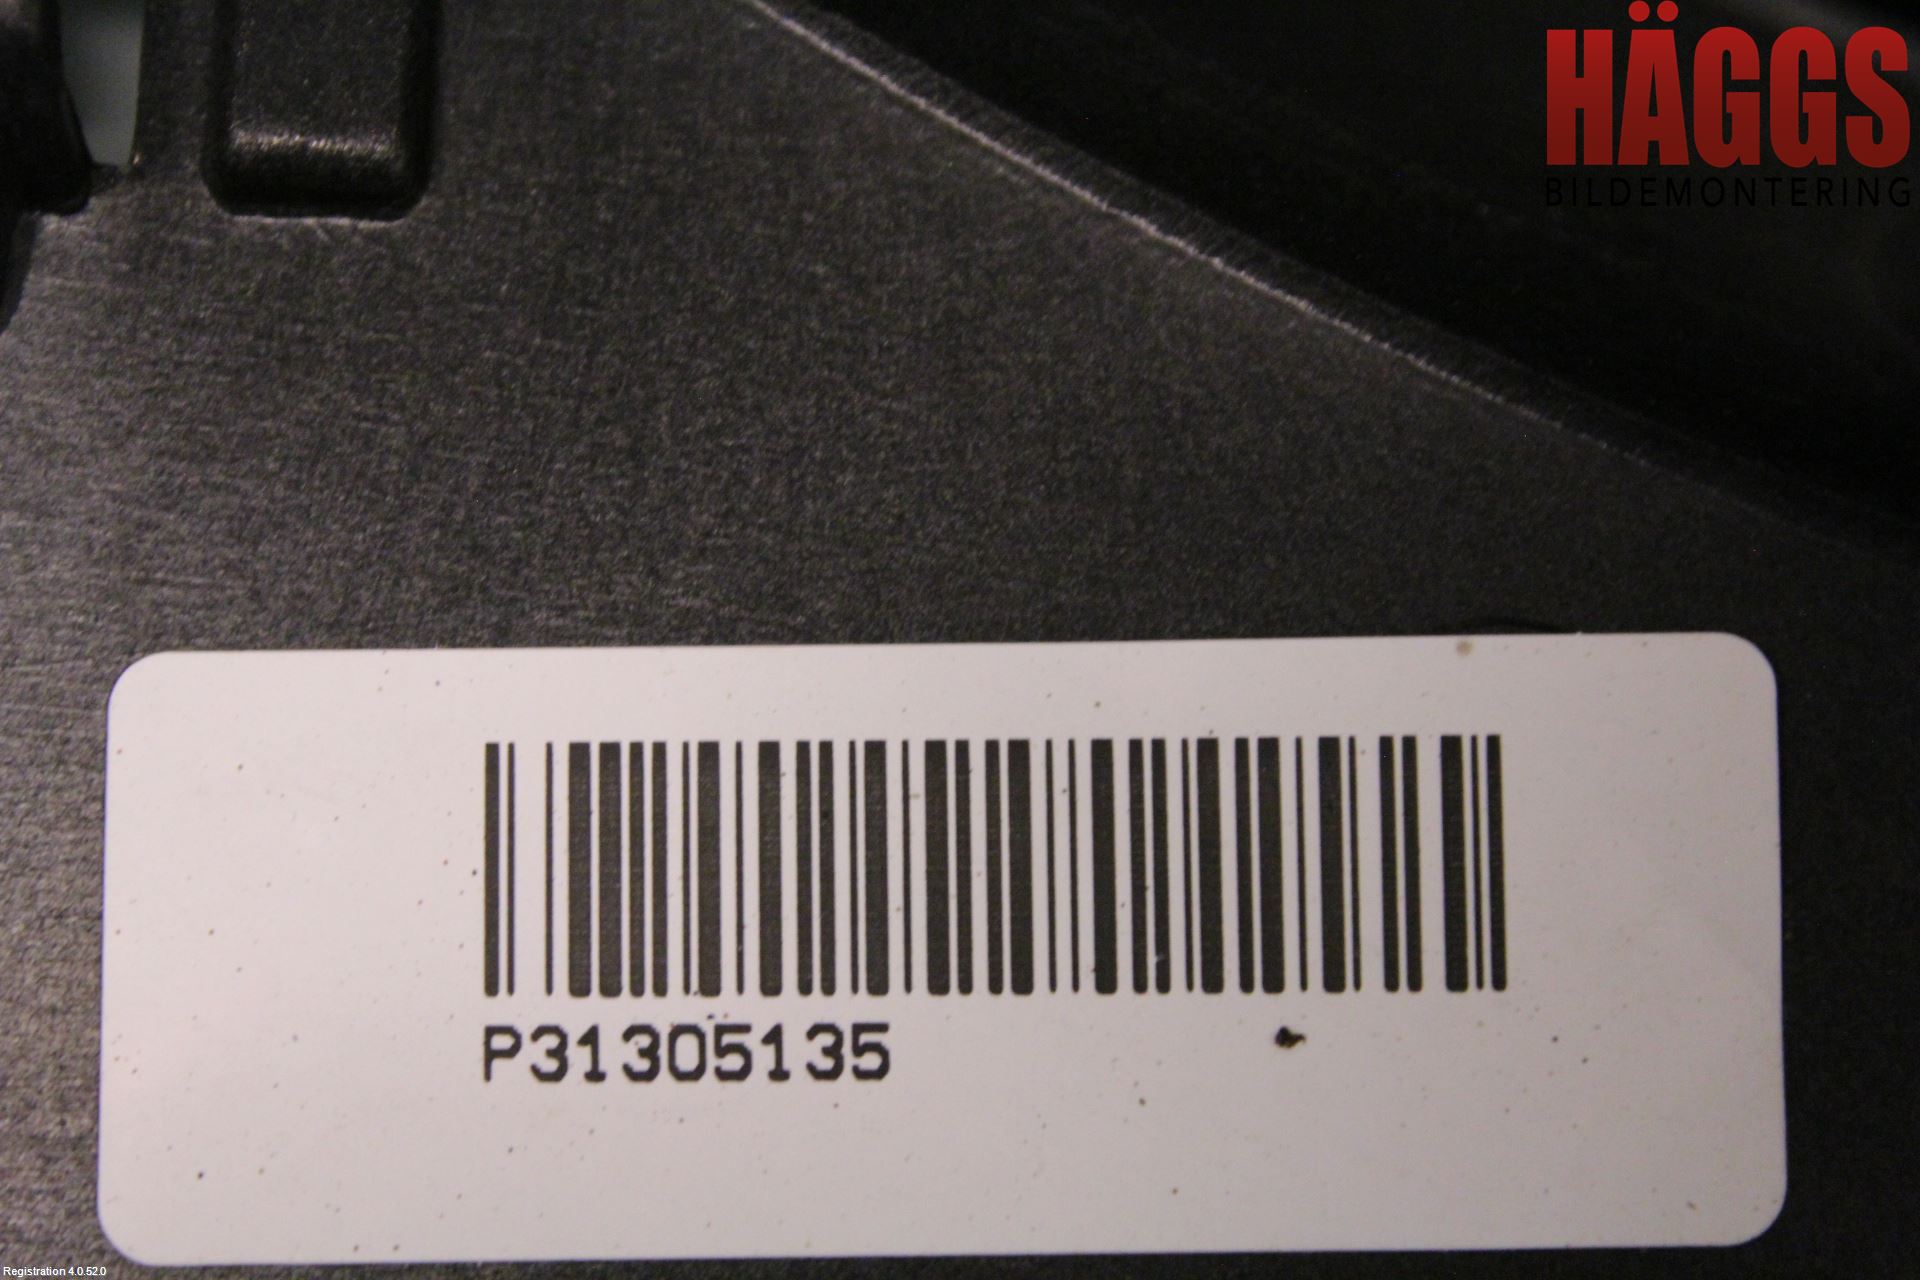 HÄGGS
BILDEMONTERING
P31305135
Registration 4.0.52.0